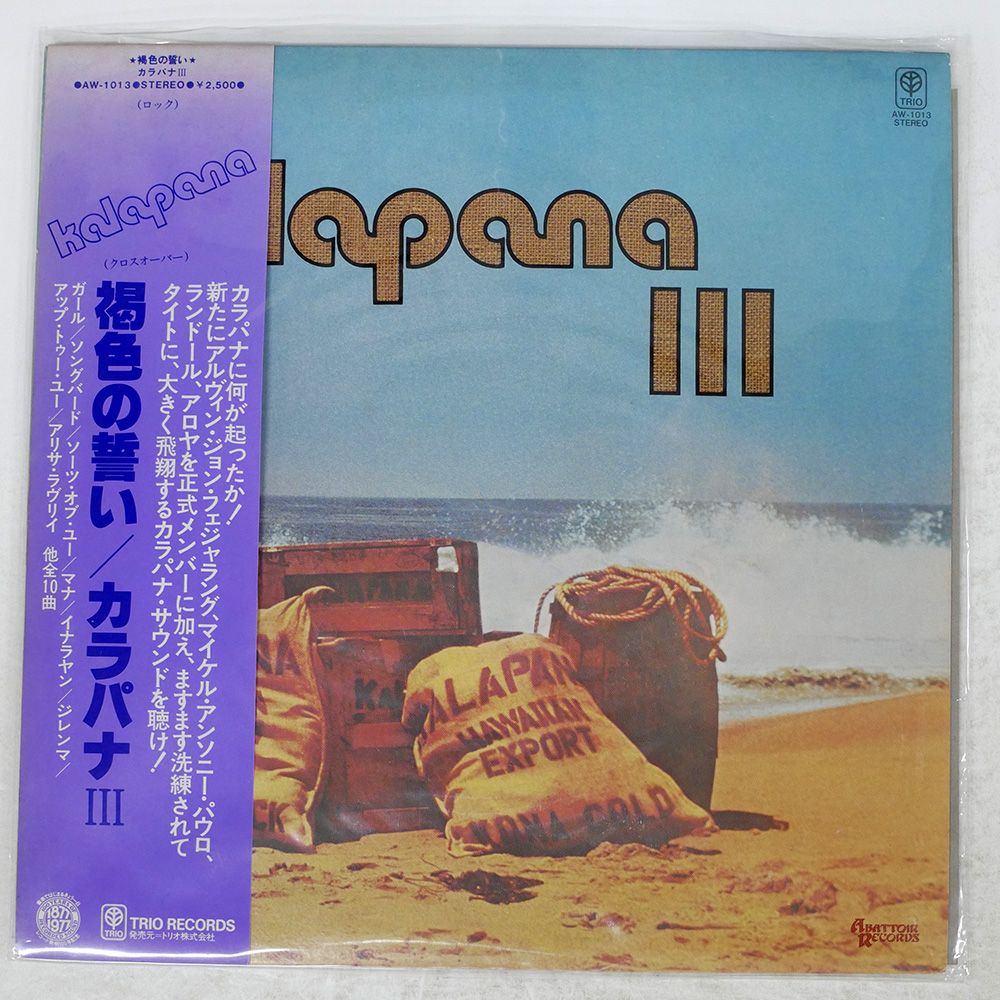 ★褐色の誓い★
カラパナIII
●AW-1013●STEREO●¥2,500●
(ロック)
kalapana
(クロスオーバー)
カラパナに何が起ったか!
新たにアルヴィン・ジョン・フェジャラング、マイケル・アンソニー・パウロ、
ランドール、アロヤを正式メンバーに加え、ますます洗練されて
タイトに、大きく飛翔するカラパナ・サウンドを聴け!
褐色の誓い/カラパナIII
ガール/ソングバード/ソーツ・オブ・ユー/マナ/イナラヤン/ジレンマ/
アップ・トゥー・ユー/アリサ・ラヴリイ 他全10曲
1877
1977
TRIO
TRIO RECORDS
発売元=トリオ株式会社
TRIO
AW-1013
STEREO
lapana
III
KALAPANA
HAWAIIAN
EXPORT
KONA GOLD
NA
CK
ABATTOIR
RECORDS